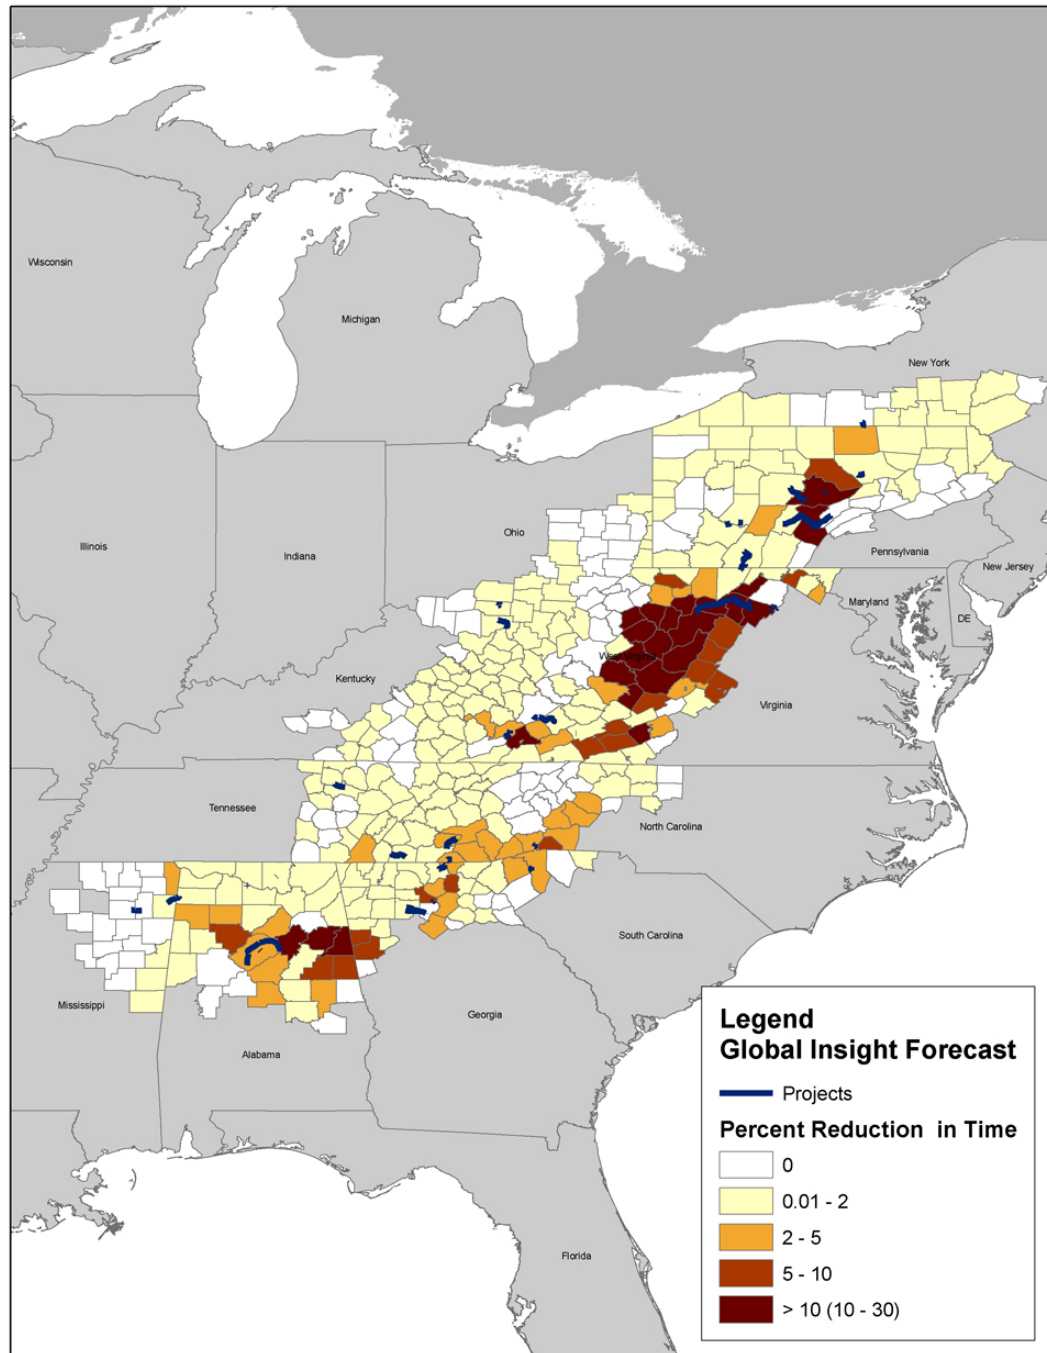 Wisconsin
Michigan
New York
Illinois
Indiana
Ohio
Pennsylvania
New Jersey
Maryland
DE
West Virginia
Kentucky
Virginia
Tennessee
North Carolina
South Carolina
Mississippi
Alabama
Georgia
Florida
Legend
Global Insight Forecast
Projects
Percent Reduction in Time
0
0.01 - 2
2 - 5
5 - 10
> 10 (10 - 30)